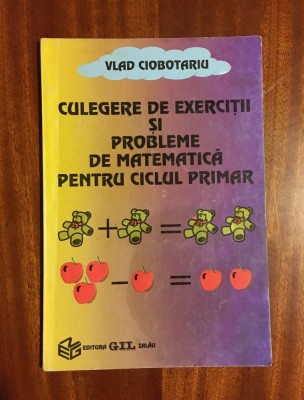 VLAD CIOBOTARIU
CULEGERE DE EXERCIȚII
ȘI
PROBLEME
DE MATEMATICĂ
PENTRU CICLUL PRIMAR
+ =
- =
EDITURA GIL ZALĂU